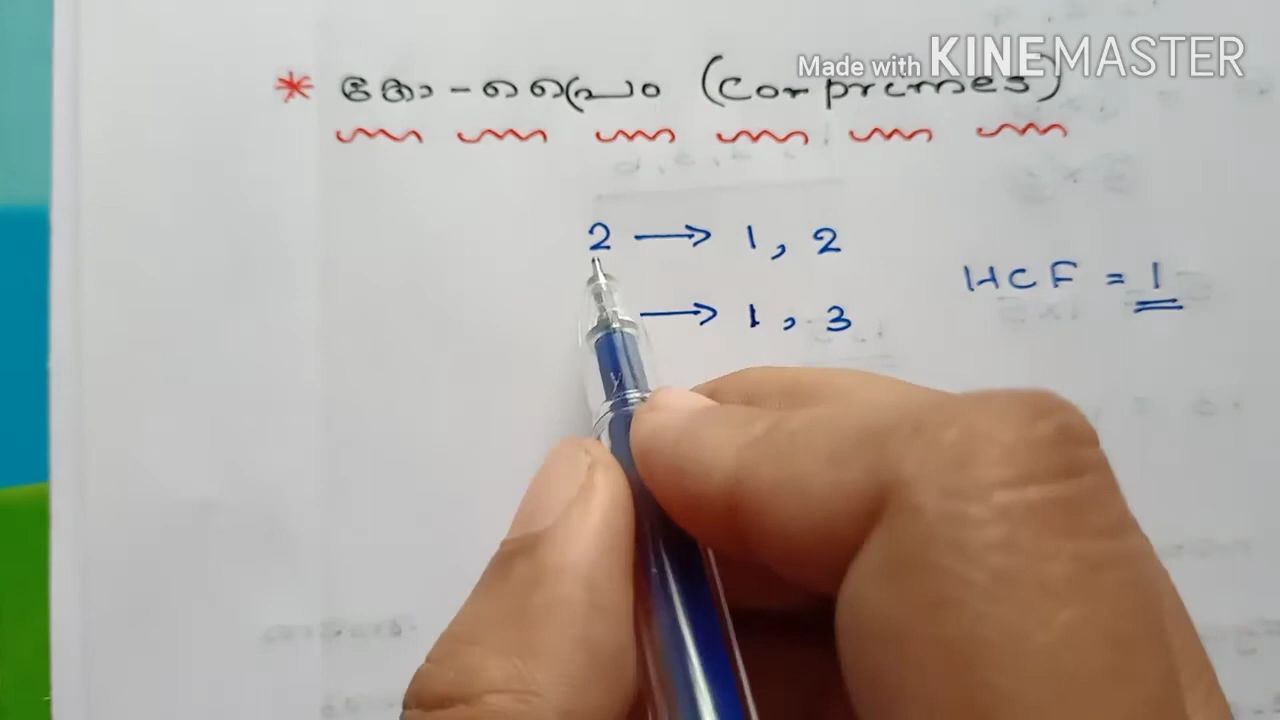 Made with KINEMASTER
* കോ-പ്രൈം (Co-primes)
2 → 1, 2
HCF = 1
→ 1, 3